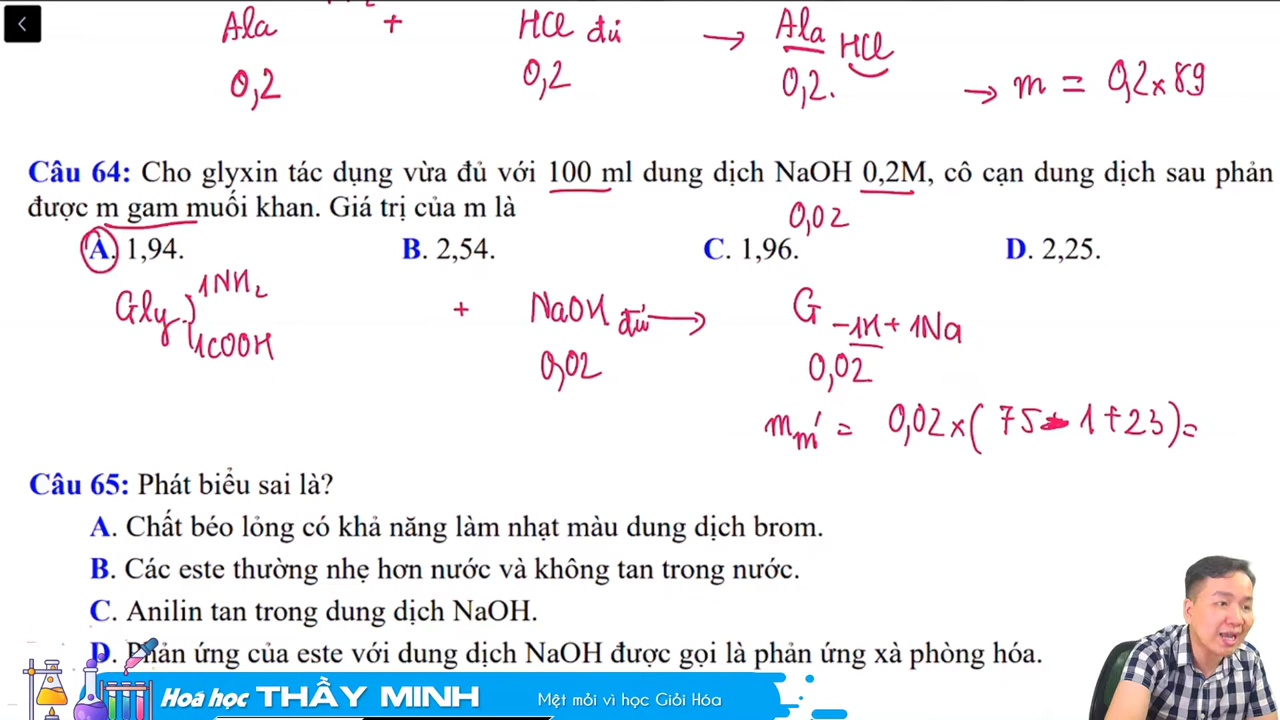 Ala + HCl đủ → Ala HCl
0,2 0,2 0,2. → m = 0,2 × 89
Câu 64: Cho glyxin tác dụng vừa đủ với 100 ml dung dịch NaOH 0,2M, cô cạn dung dịch sau phản
được m gam muối khan. Giá trị của m là
0,02
A. 1,94. B. 2,54. C. 1,96. D. 2,25.
Gly 1NH2 1COOH + NaOH đủ → G -1H + 1Na
0,02 0,02
m m' = 0,02 × ( 75 - 1 + 23 ) =
Câu 65: Phát biểu sai là?
A. Chất béo lỏng có khả năng làm nhạt màu dung dịch brom.
B. Các este thường nhẹ hơn nước và không tan trong nước.
C. Anilin tan trong dung dịch NaOH.
D. Phản ứng của este với dung dịch NaOH được gọi là phản ứng xà phòng hóa.
Hoá học THẦY MINH Mệt mỏi vì học Giỏi Hóa